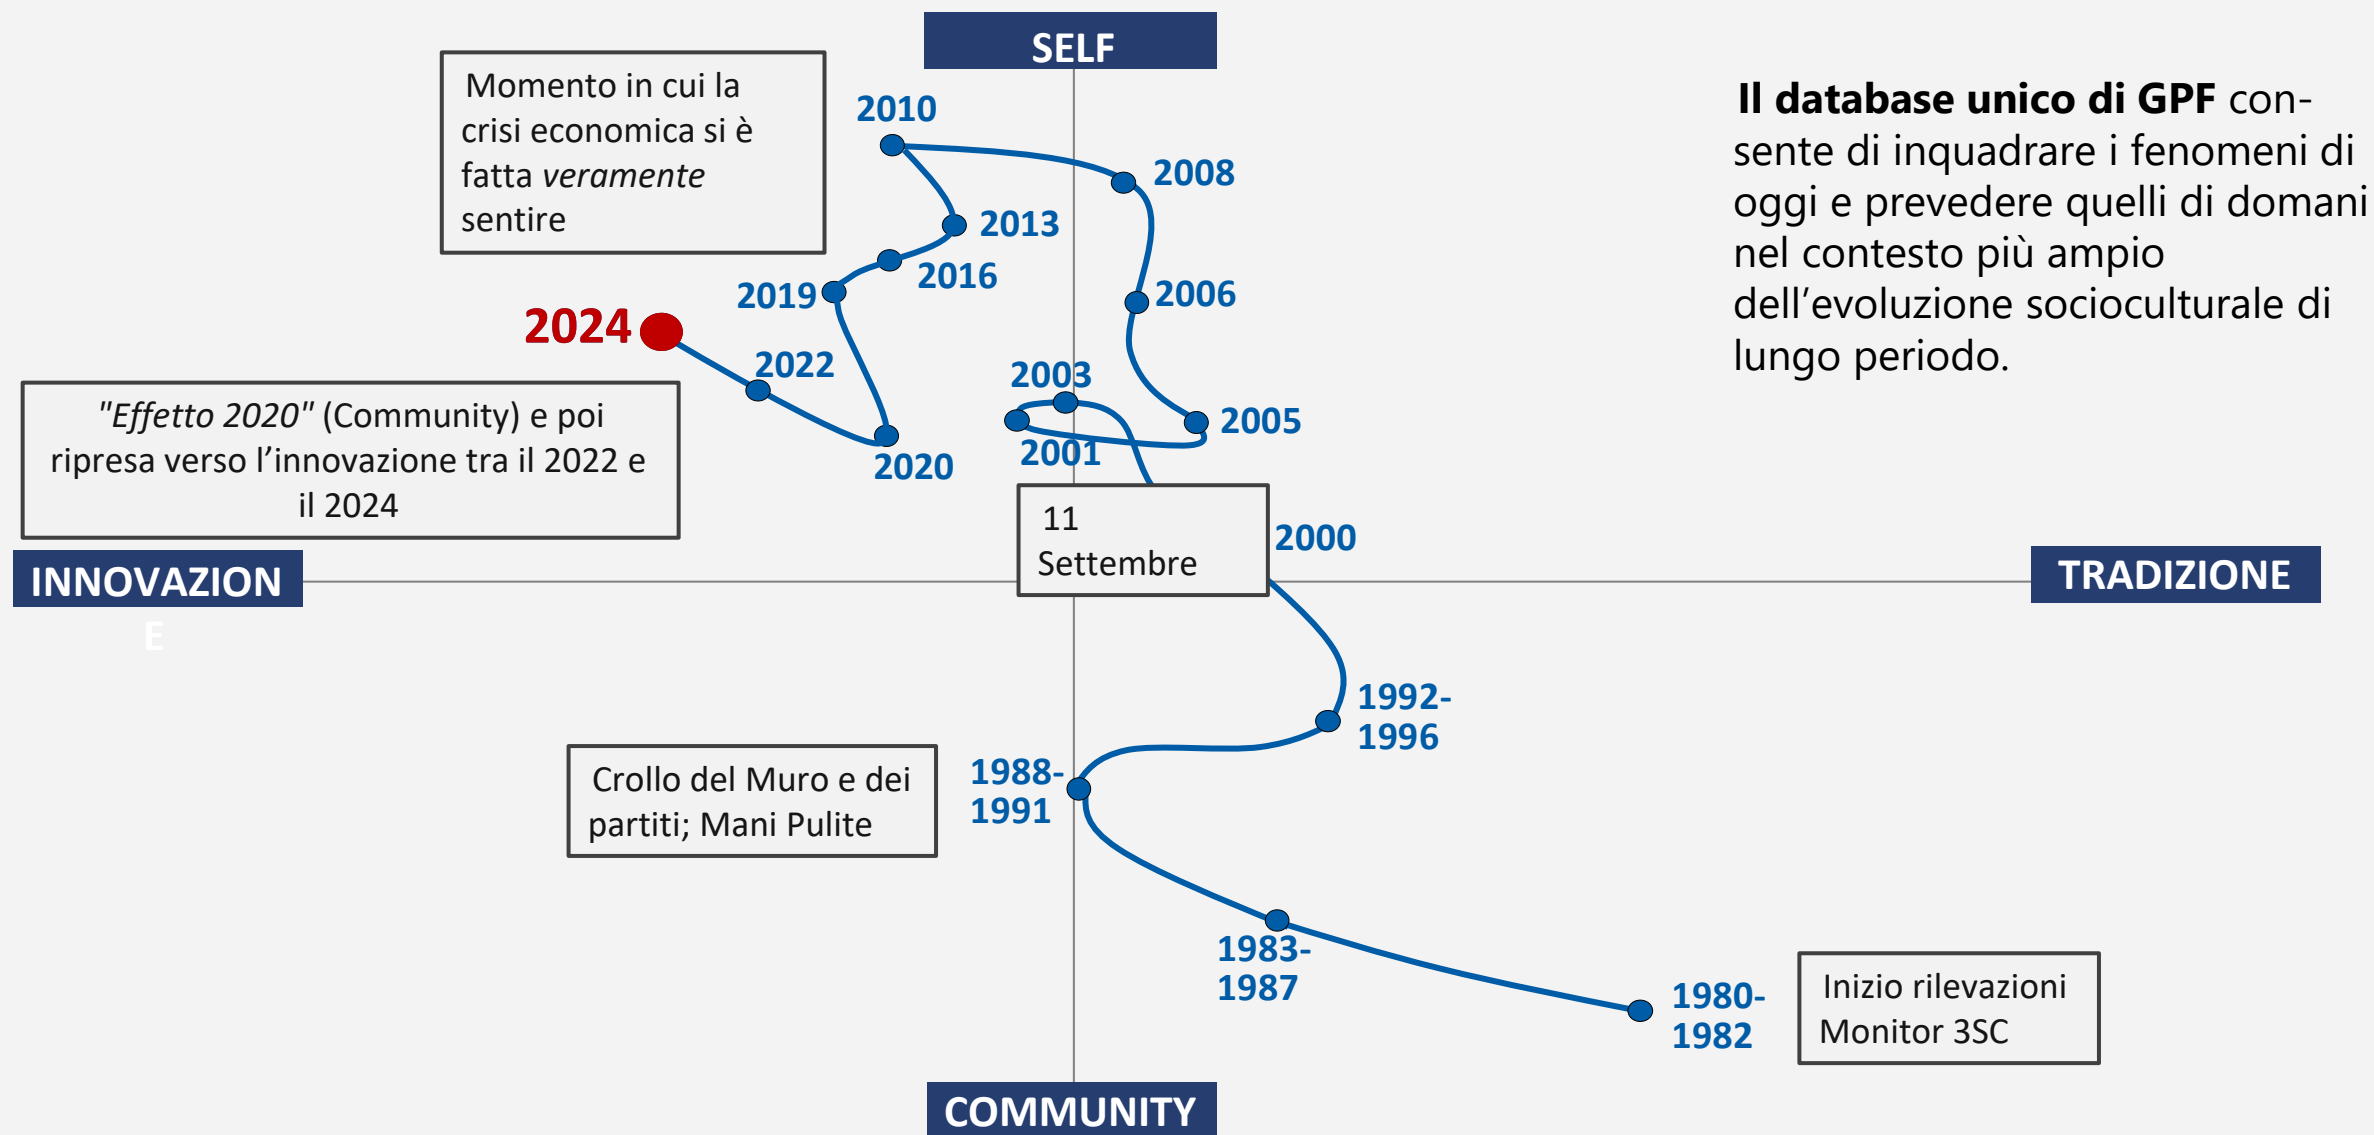 SELF
Momento in cui la
crisi economica si è
fatta veramente
sentire
2010
2008
Il database unico di GPF con-
sente di inquadrare i fenomeni di
oggi e prevedere quelli di domani
nel contesto più ampio
dell’evoluzione socioculturale di
lungo periodo.
2013
2016
2019
2006
2024
2022
2003
2005
2001
2020
"Effetto 2020" (Community) e poi
ripresa verso l’innovazione tra il 2022 e
il 2024
11
Settembre
2000
INNOVAZION
E
TRADIZIONE
1992-
1996
Crollo del Muro e dei
partiti; Mani Pulite
1988-
1991
1983-
1987
1980-
1982
Inizio rilevazioni
Monitor 3SC
COMMUNITY